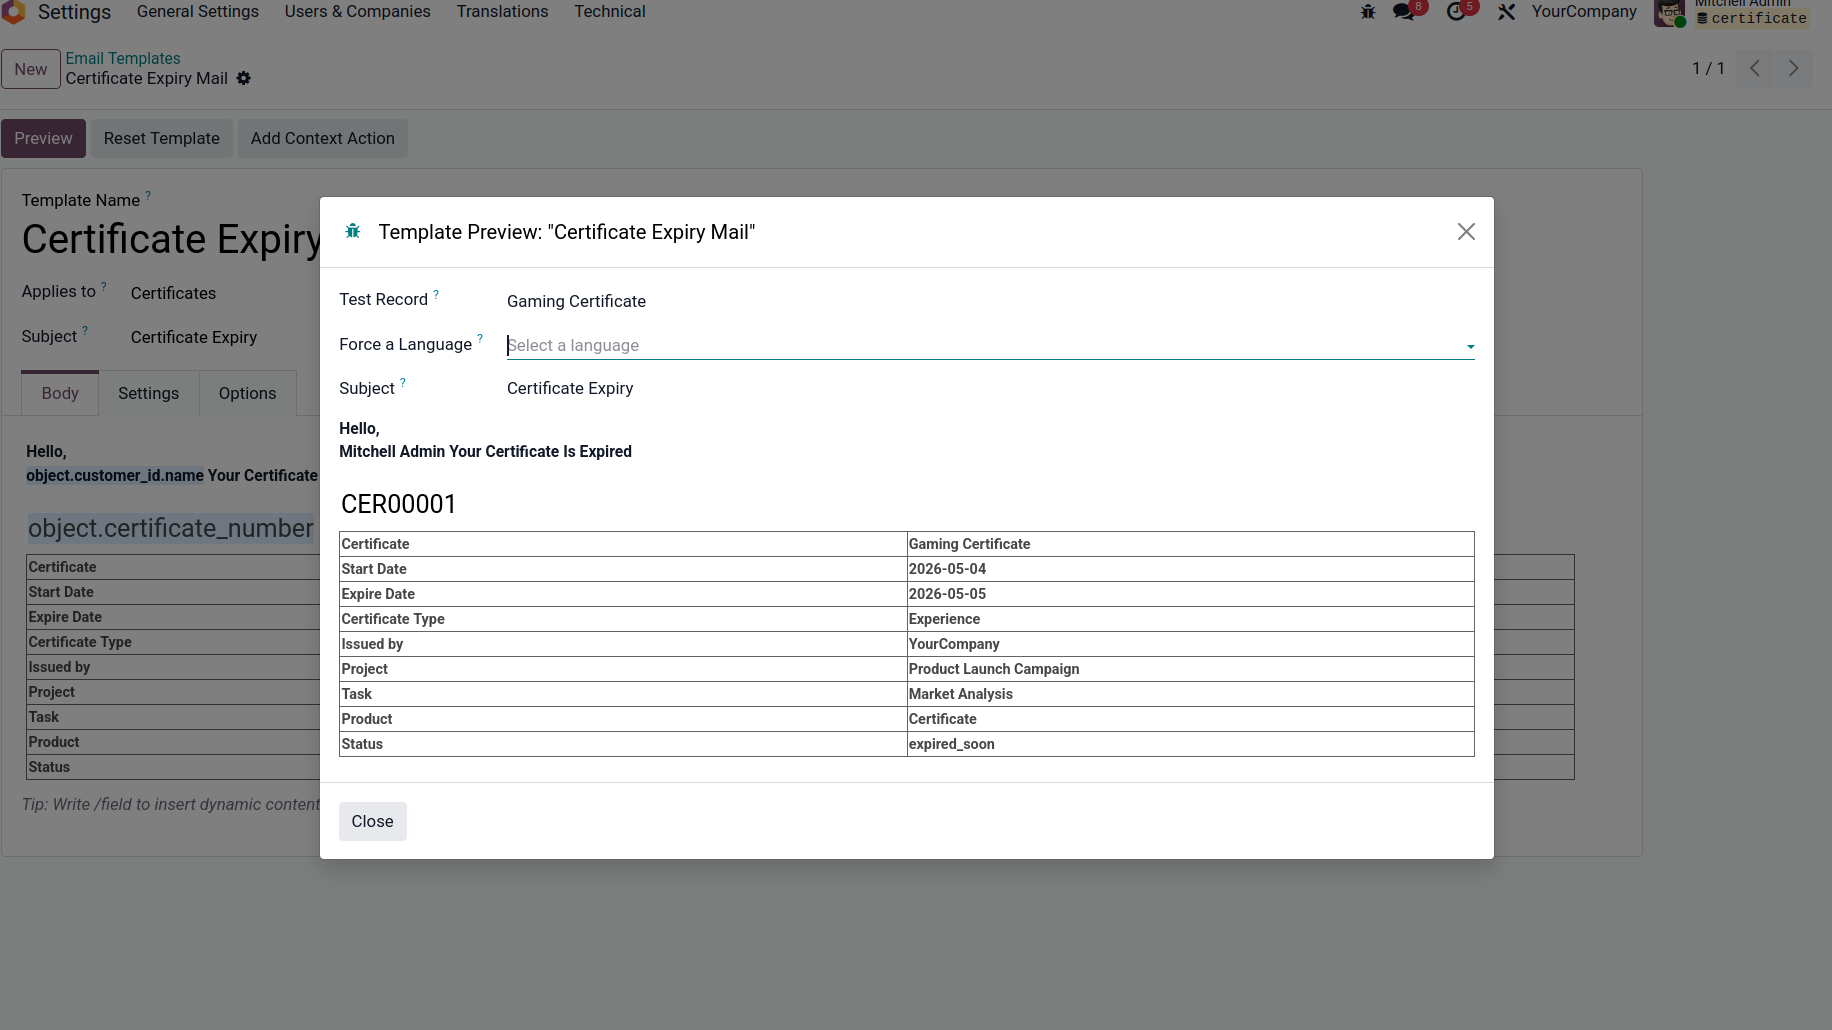 Settings General Settings Users & Companies Translations Technical 8 5 YourCompany Mitchell Admin
certificate
New Email Templates
Certificate Expiry Mail
1 / 1
Preview Reset Template Add Context Action
Template Name ?
Certificate Expiry
Applies to ? Certificates
Subject ? Certificate Expiry
Body Settings Options
Hello,
object.customer_id.name Your Certificate
object.certificate_number
Certificate
Start Date
Expire Date
Certificate Type
Issued by
Project
Task
Product
Status
Tip: Write /field to insert dynamic content
Template Preview: "Certificate Expiry Mail"
Test Record ? Gaming Certificate
Force a Language ? Select a language
Subject ? Certificate Expiry
Hello,
Mitchell Admin Your Certificate Is Expired
CER00001
Certificate Gaming Certificate
Start Date 2026-05-04
Expire Date 2026-05-05
Certificate Type Experience
Issued by YourCompany
Project Product Launch Campaign
Task Market Analysis
Product Certificate
Status expired_soon
Close